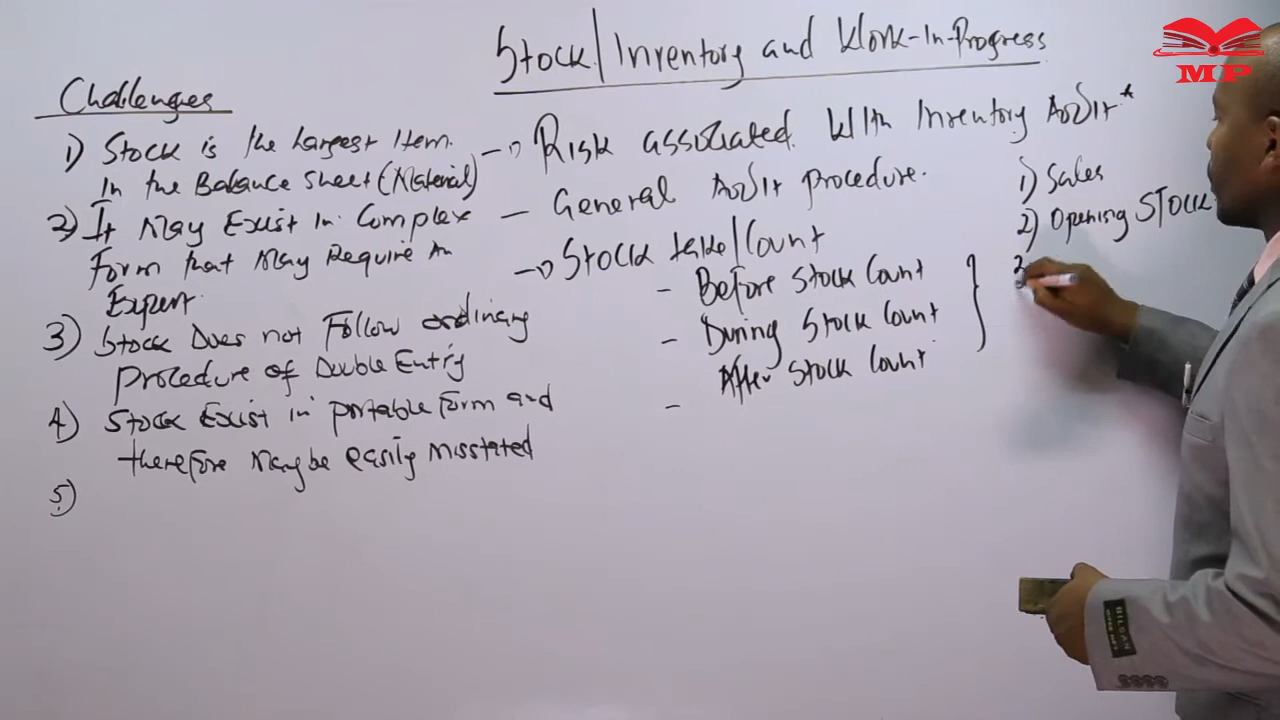 MP
Stock/Inventory and Work-In-Progress
Challenges
1) Stock is the Largest Item
In the Balance Sheet (Material)
2) It May Exist In Complex
Form that May Require An
Expert
3) Stock Does not Follow ordinary
Procedure of Double Entry
4) Stock Exist in portable Form and
therefore May be easily Misstated
5)
Risk associated With Inventory Audit *
- General Audit procedure.
Stock take/Count
- Before Stock Count
- During Stock Count
- After Stock Count
1) Sales
2) Opening Stock
3
BILSAN